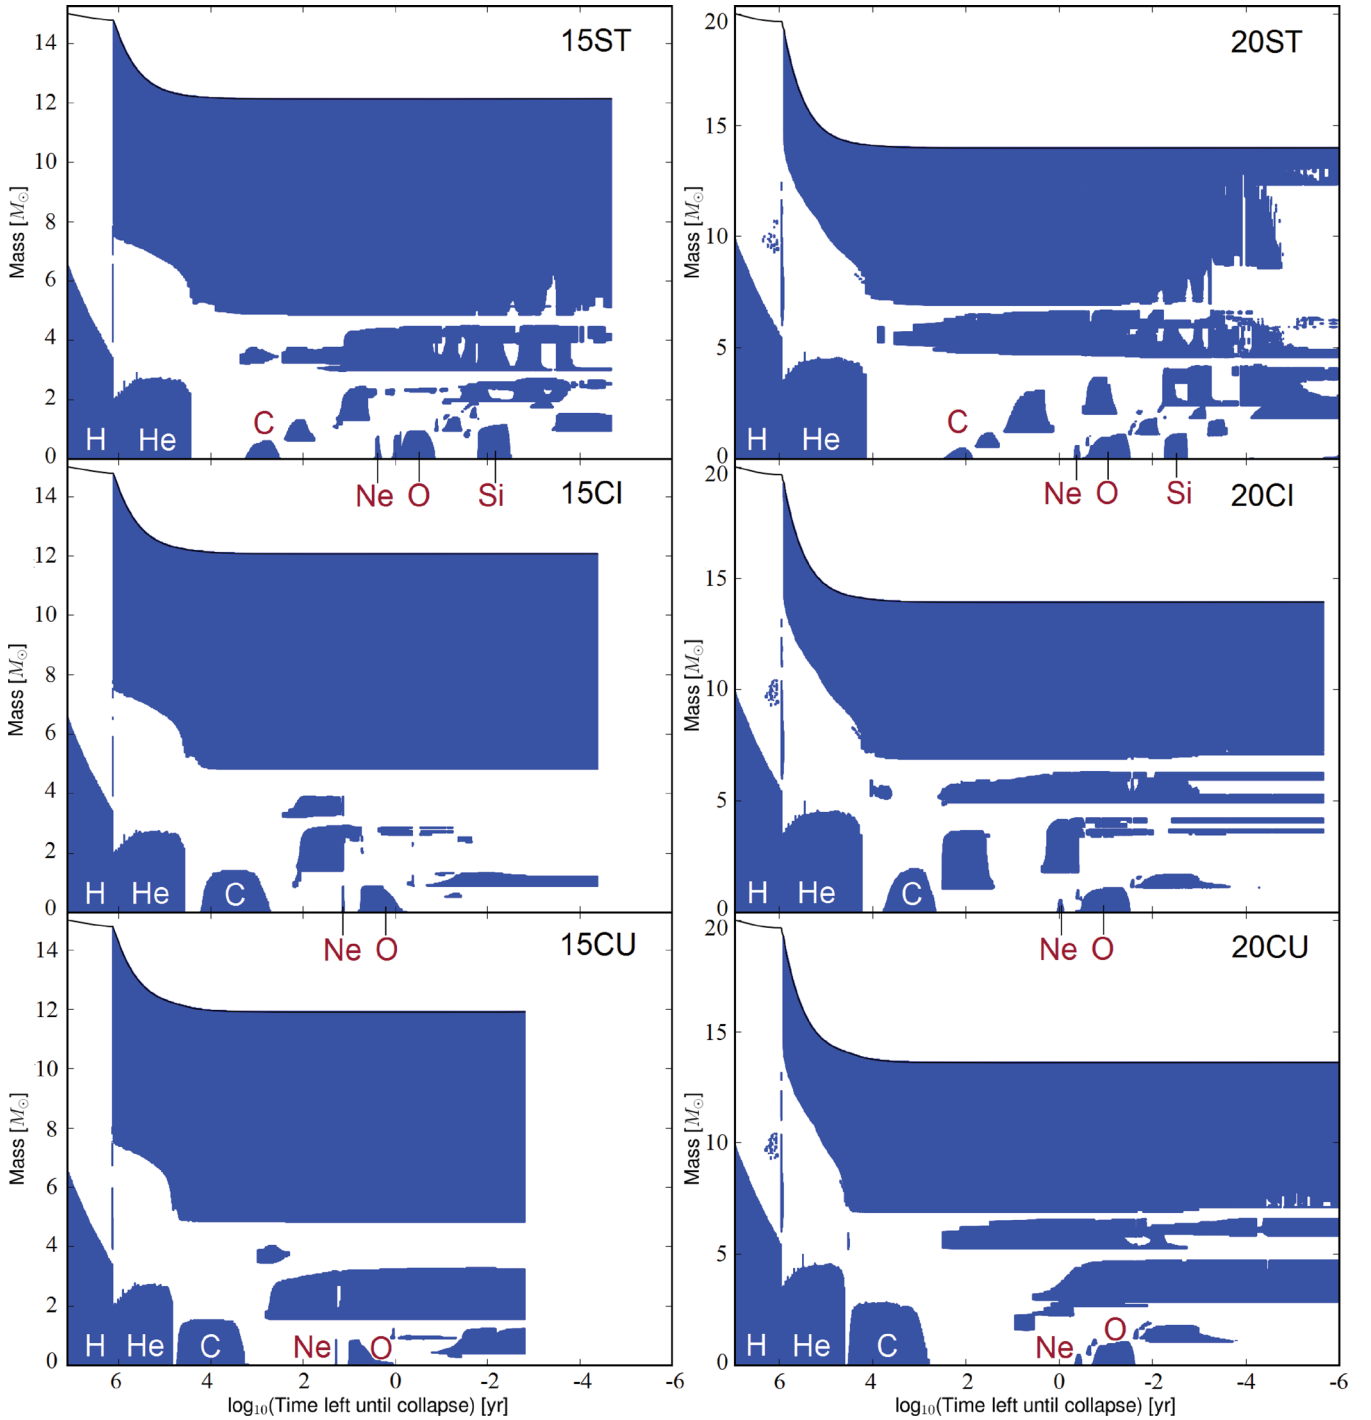 15ST
20ST
14
12
10
8
6
4
2
0
Mass [M☉]
20
15
10
5
0
Mass [M☉]
H He C
H He C
Ne O Si
Ne O Si
15CI
20CI
14
12
10
8
6
4
2
0
Mass [M☉]
20
15
10
5
0
Mass [M☉]
H He C
H He C
Ne O
Ne O
15CU
20CU
14
12
10
8
6
4
2
0
Mass [M☉]
20
15
10
5
0
Mass [M☉]
H He C Ne O
H He C Ne O
6 4 2 0 -2 -4 -6
6 4 2 0 -2 -4 -6
log₁₀(Time left until collapse) [yr]
log₁₀(Time left until collapse) [yr]